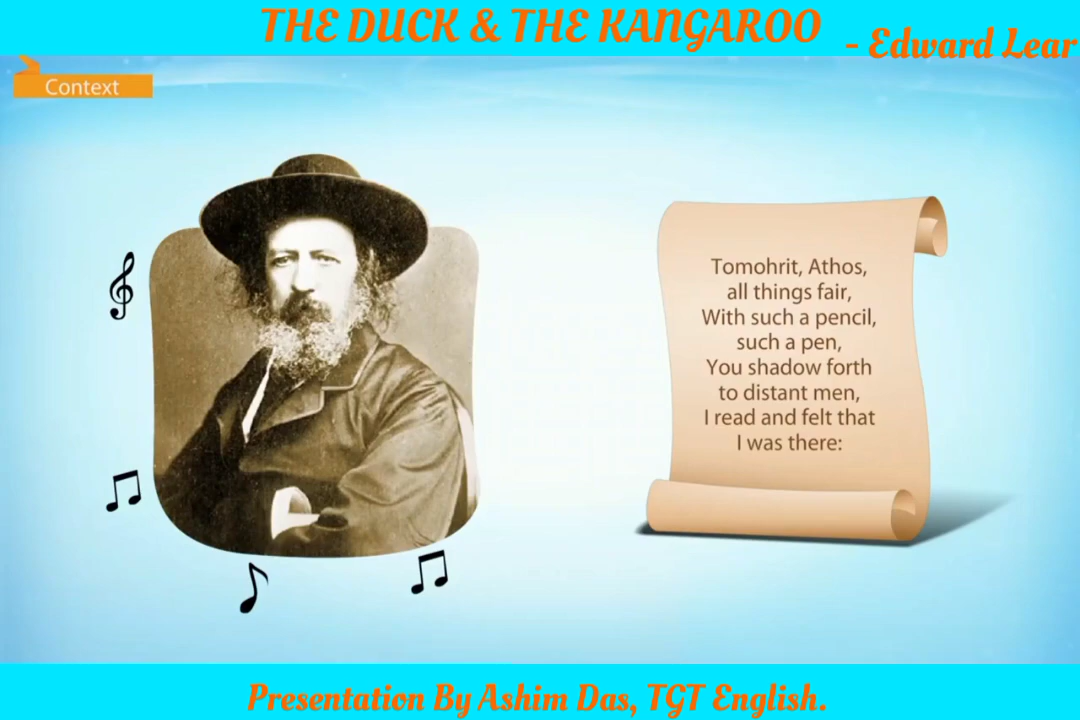 THE DUCK & THE KANGAROO
- Edward Lear
Context
Tomohrit, Athos,
all things fair,
With such a pencil,
such a pen,
You shadow forth
to distant men,
I read and felt that
I was there:
Presentation By Ashim Das, TGT English.